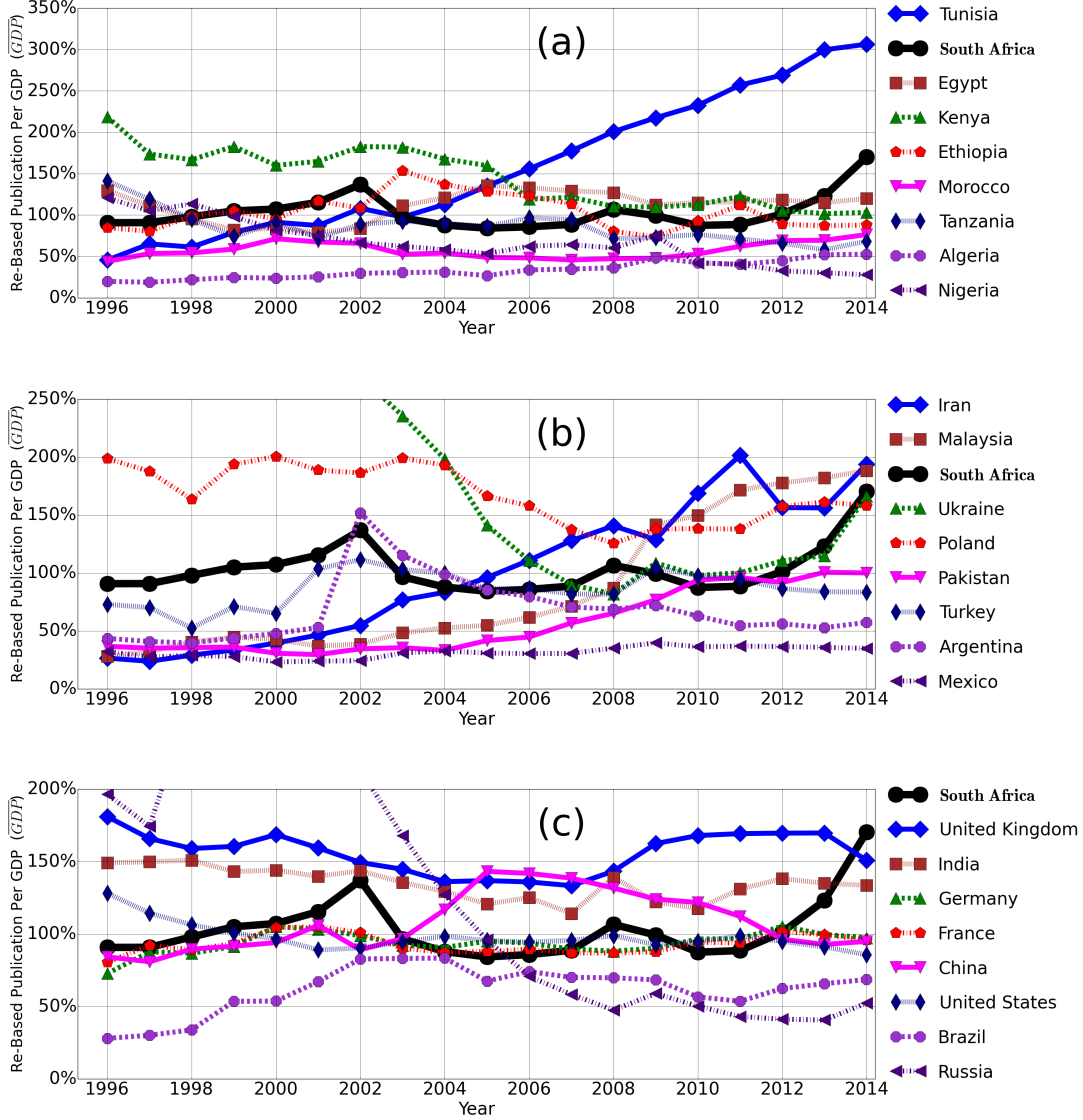 (a)
Re-Based Publication Per GDP (GDP)
350%
300%
250%
200%
150%
100%
50%
0%
1996 1998 2000 2002 2004 2006 2008 2010 2012 2014
Year
Tunisia
South Africa
Egypt
Kenya
Ethiopia
Morocco
Tanzania
Algeria
Nigeria
(b)
Re-Based Publication Per GDP (GDP)
250%
200%
150%
100%
50%
0%
1996 1998 2000 2002 2004 2006 2008 2010 2012 2014
Year
Iran
Malaysia
South Africa
Ukraine
Poland
Pakistan
Turkey
Argentina
Mexico
(c)
Re-Based Publication Per GDP (GDP)
200%
150%
100%
50%
0%
1996 1998 2000 2002 2004 2006 2008 2010 2012 2014
Year
South Africa
United Kingdom
India
Germany
France
China
United States
Brazil
Russia